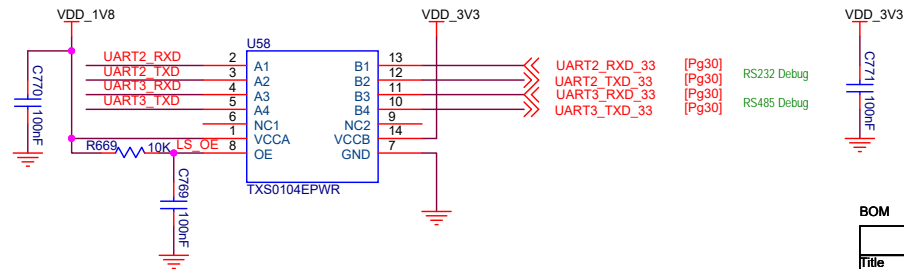 VDD_1V8
VDD_3V3
VDD_3V3
U58
UART2_RXD 2 A1 B1 13 UART2_RXD_33 [Pg30]
UART2_TXD 3 A2 B2 12 UART2_TXD_33 [Pg30]
RS232 Debug
UART3_RXD 4 A3 B3 11 UART3_RXD_33 [Pg30]
UART3_TXD 5 A4 B4 10 UART3_TXD_33 [Pg30]
RS485 Debug
6 NC1 NC2 9
1 VCCA VCCB 14
R669 10K LS_OE 8 OE GND 7
TXS0104EPWR
C770 100nF
C769 100nF
C771 100nF
BOM
Title